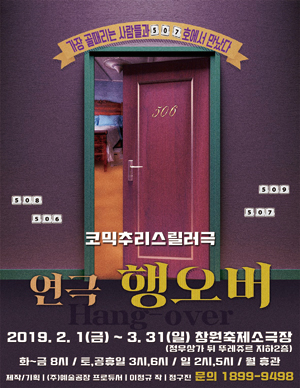 가장 골때리는 사람들과 507호에서 만났다
506
508
506
509
507
코믹추리스릴러극
연극 행오버
Hang-over
2019. 2. 1(금) ~ 3. 31(일) 창원축제소극장
(정우상가 뒤 뚜레쥬르 지하2층)
화~금 8시 / 토,공휴일 3시,6시 / 일 2시,5시 / 월 휴관
제작/기획 | (주)예술공장 프로듀서 | 이정규 작 | 정구진 문의 1899-9498